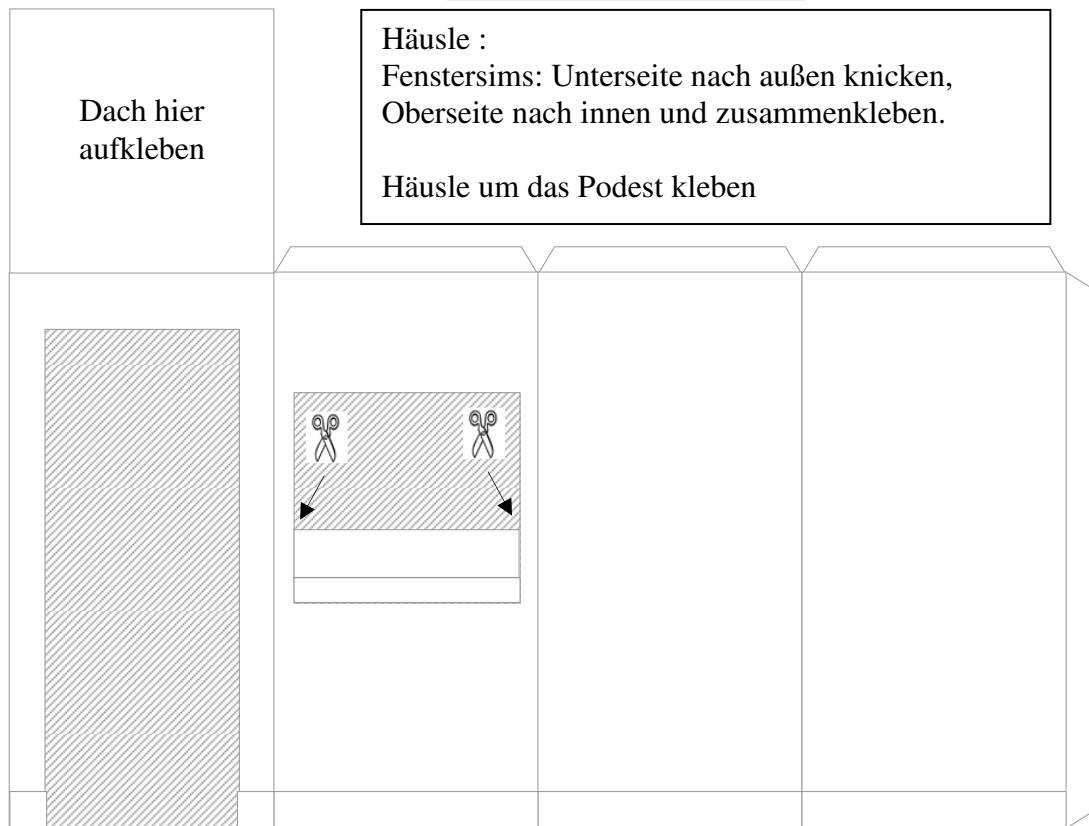 Dach hier
aufkleben
Häusle :
Fenstersims: Unterseite nach außen knicken,
Oberseite nach innen und zusammenkleben.
Häusle um das Podest kleben